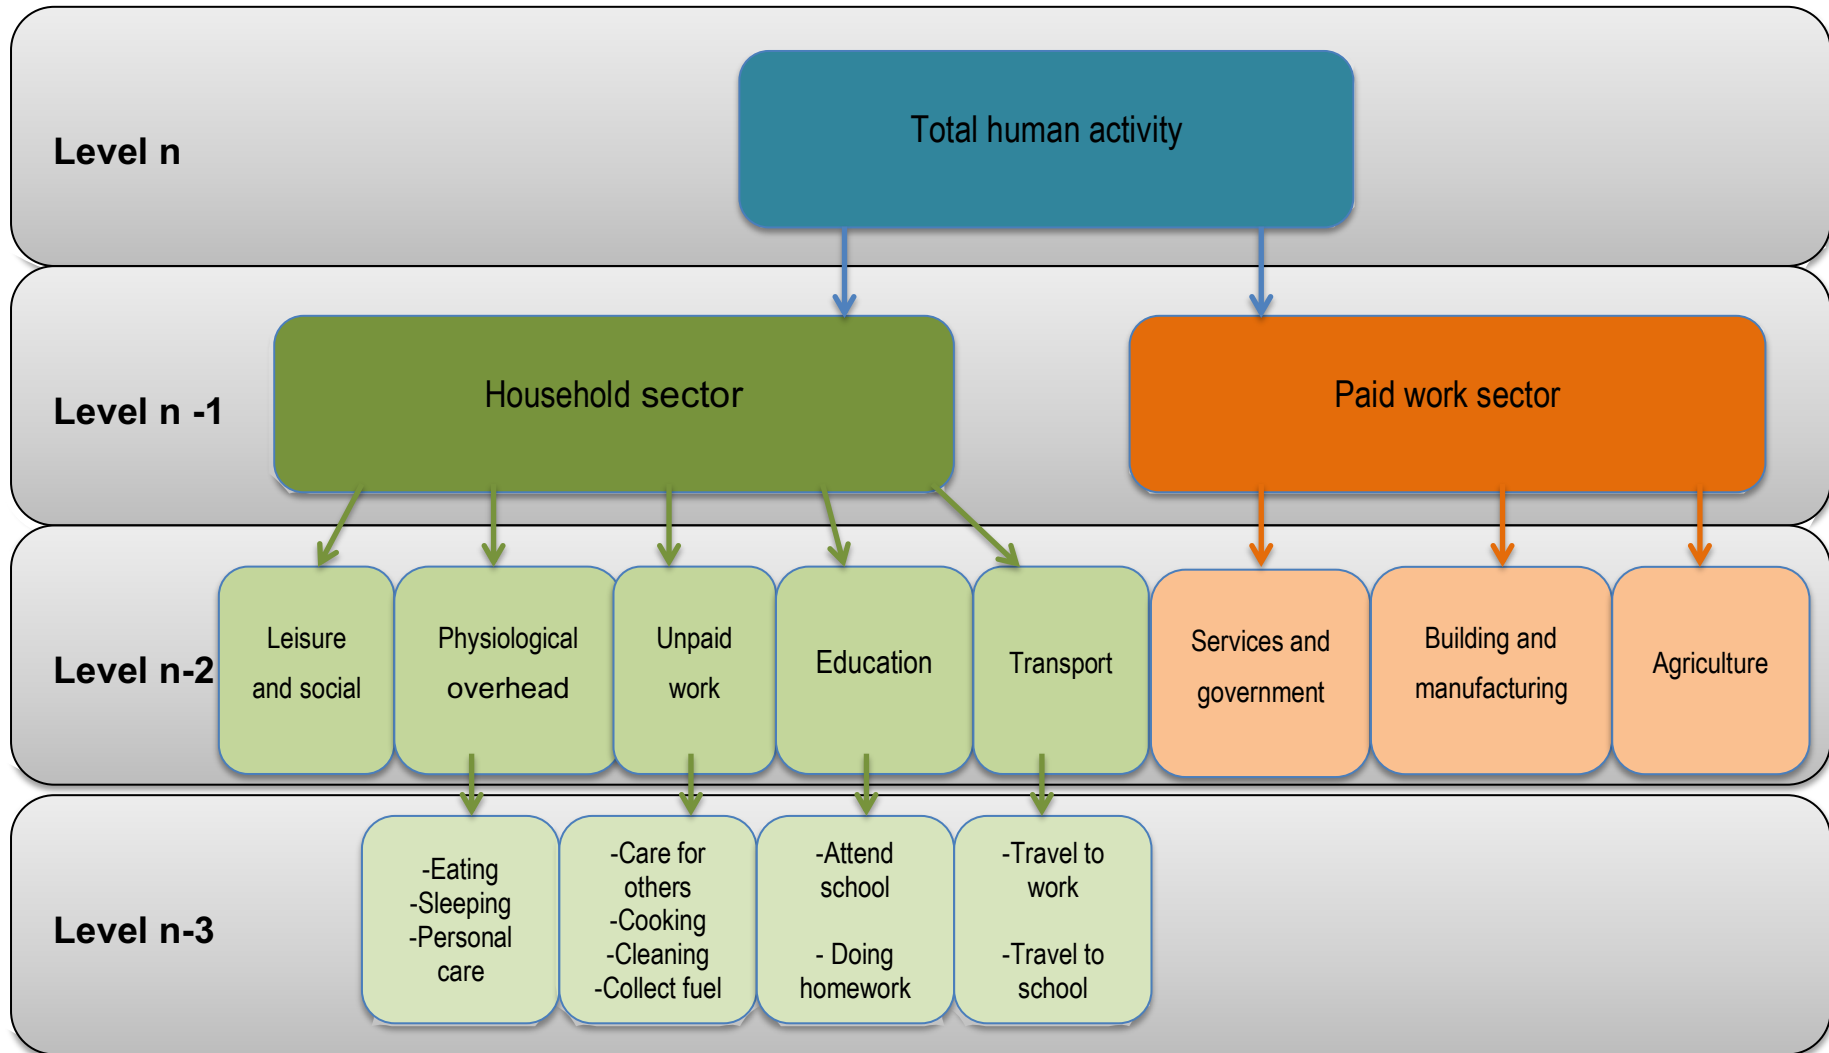 Level n
Total human activity
Level n -1
Household sector
Paid work sector
Level n-2
Leisure
and social
Physiological
overhead
Unpaid
work
Education
Transport
Services and
government
Building and
manufacturing
Agriculture
Level n-3
-Eating
-Sleeping
-Personal
care
-Care for
others
-Cooking
-Cleaning
-Collect fuel
-Attend
school
- Doing
homework
-Travel to
work
-Travel to
school